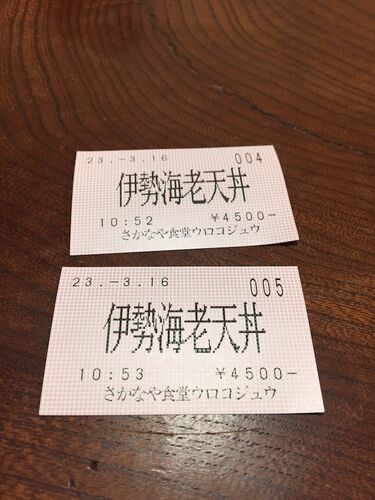 23.-3.16 004
伊勢海老天丼
10:52 ¥4500-
さかなや食堂ウロコジュウ
23.-3.16 005
伊勢海老天丼
10:53 ¥4500-
さかなや食堂ウロコジュウ